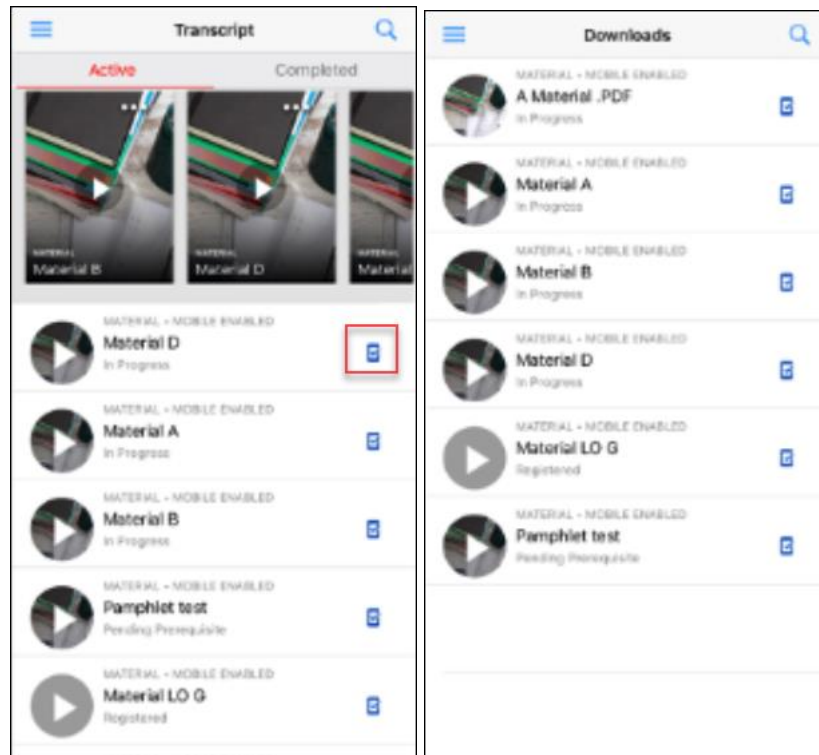 Transcript
Active
Completed
MATERIAL
Material B
MATERIAL
Material D
MATERIAL
Material
MATERIAL • MOBILE ENABLED
Material D
In Progress
MATERIAL • MOBILE ENABLED
Material A
In Progress
MATERIAL • MOBILE ENABLED
Material B
In Progress
MATERIAL • MOBILE ENABLED
Pamphlet test
Pending Prerequisite
MATERIAL • MOBILE ENABLED
Material LO G
Registered
Downloads
MATERIAL • MOBILE ENABLED
A Material .PDF
In Progress
MATERIAL • MOBILE ENABLED
Material A
In Progress
MATERIAL • MOBILE ENABLED
Material B
In Progress
MATERIAL • MOBILE ENABLED
Material D
In Progress
MATERIAL • MOBILE ENABLED
Material LO G
Registered
MATERIAL • MOBILE ENABLED
Pamphlet test
Pending Prerequisite